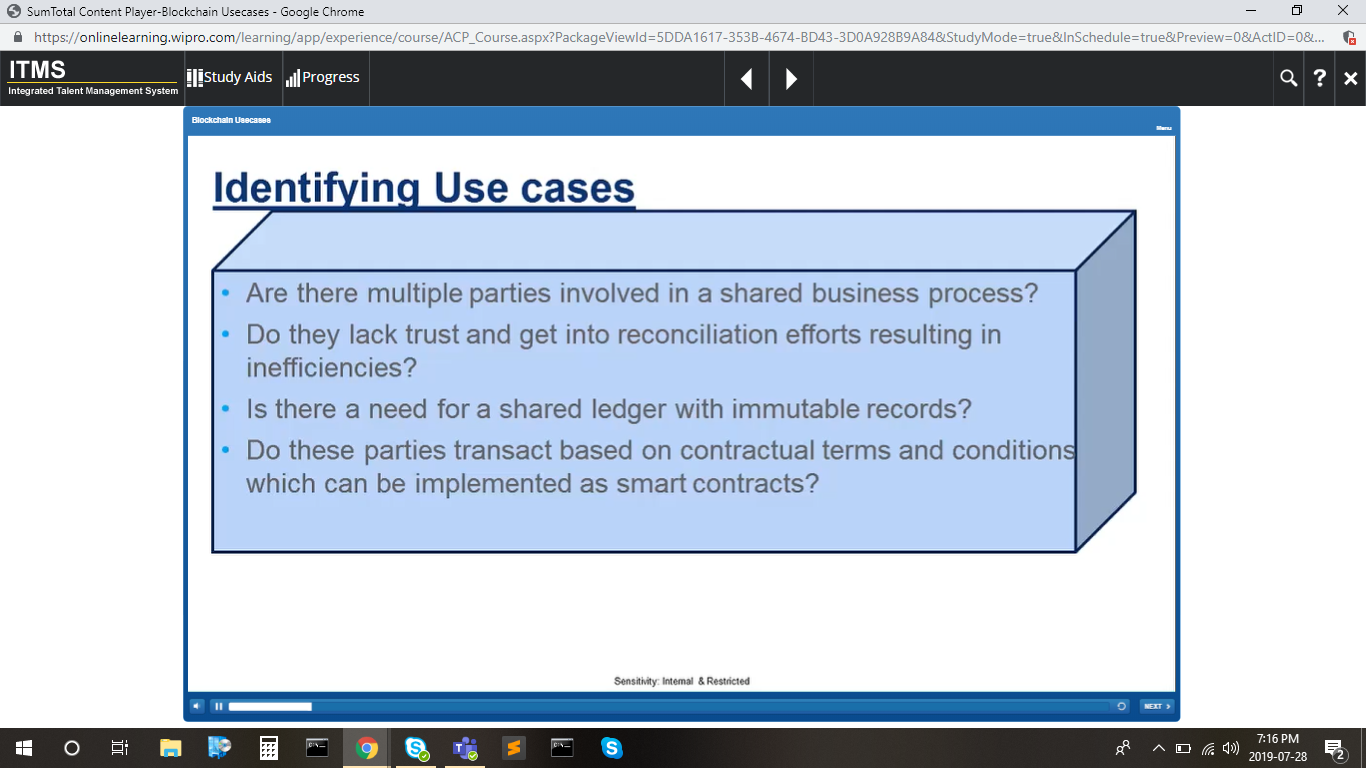 SumTotal Content Player-Blockchain Usecases - Google Chrome
https://onlinelearning.wipro.com/learning/app/experience/course/ACP_Course.aspx?PackageViewId=5DDA1617-353B-4674-BD43-3D0A928B9A84&StudyMode=true&InSchedule=true&Preview=0&ActID=0&...
ITMS
Integrated Talent Management System
Study Aids
Progress
?
Blockchain Usecases
Menu
Identifying Use cases
• Are there multiple parties involved in a shared business process?
• Do they lack trust and get into reconciliation efforts resulting in
inefficiencies?
• Is there a need for a shared ledger with immutable records?
• Do these parties transact based on contractual terms and conditions
which can be implemented as smart contracts?
Sensitivity: Internal & Restricted
NEXT >
7:16 PM
2019-07-28
2